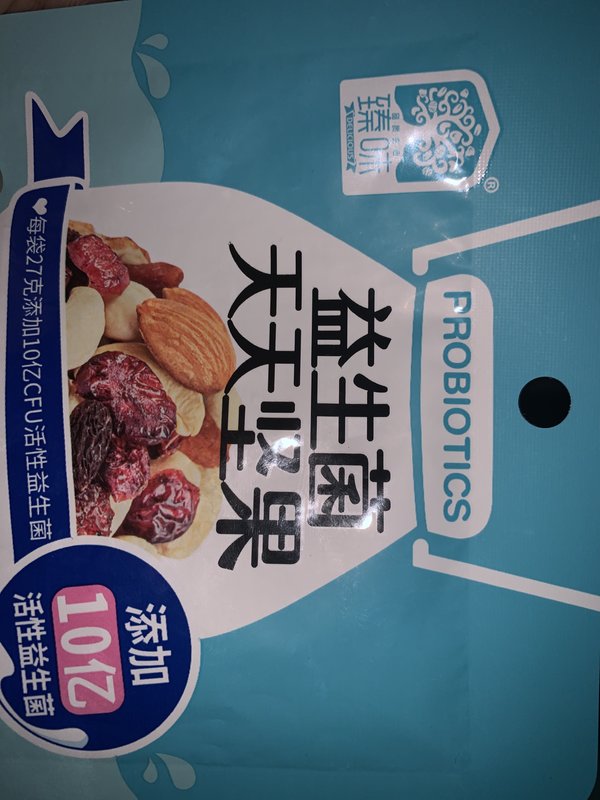 臻味®
DELICIOUS
PROBIOTICS
益生菌
天天坚果
每袋27克添加10亿CFU活性益生菌
添加
10亿
活性益生菌